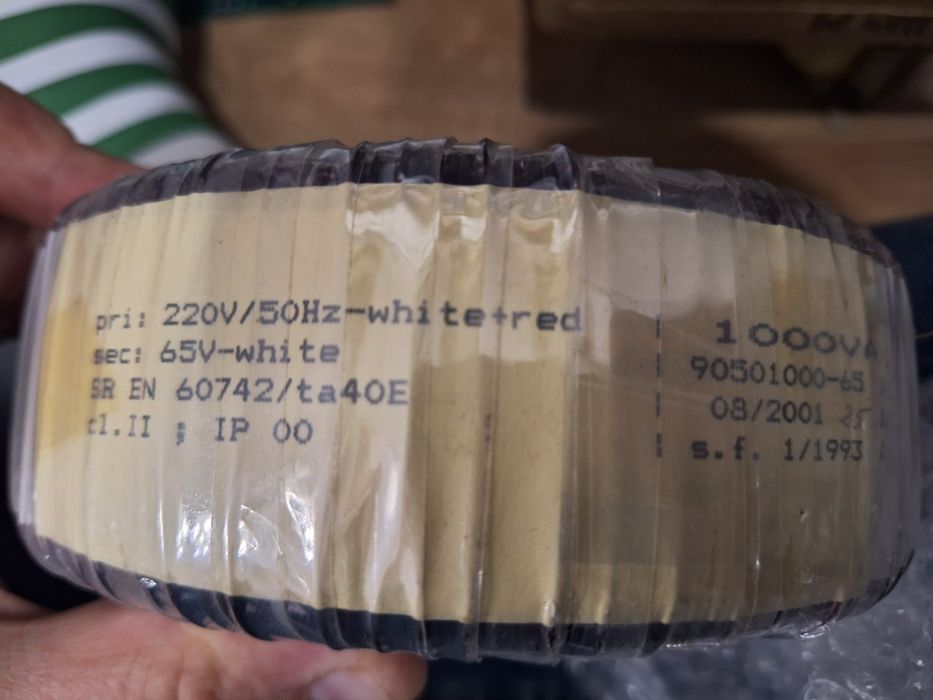 pri: 220V/50Hz-white+red
sec: 65V-white
SR EN 60742/ta40E
cl.II ; IP 00
1000VA
90501000-65
08/2001 25
s.f. 1/1993